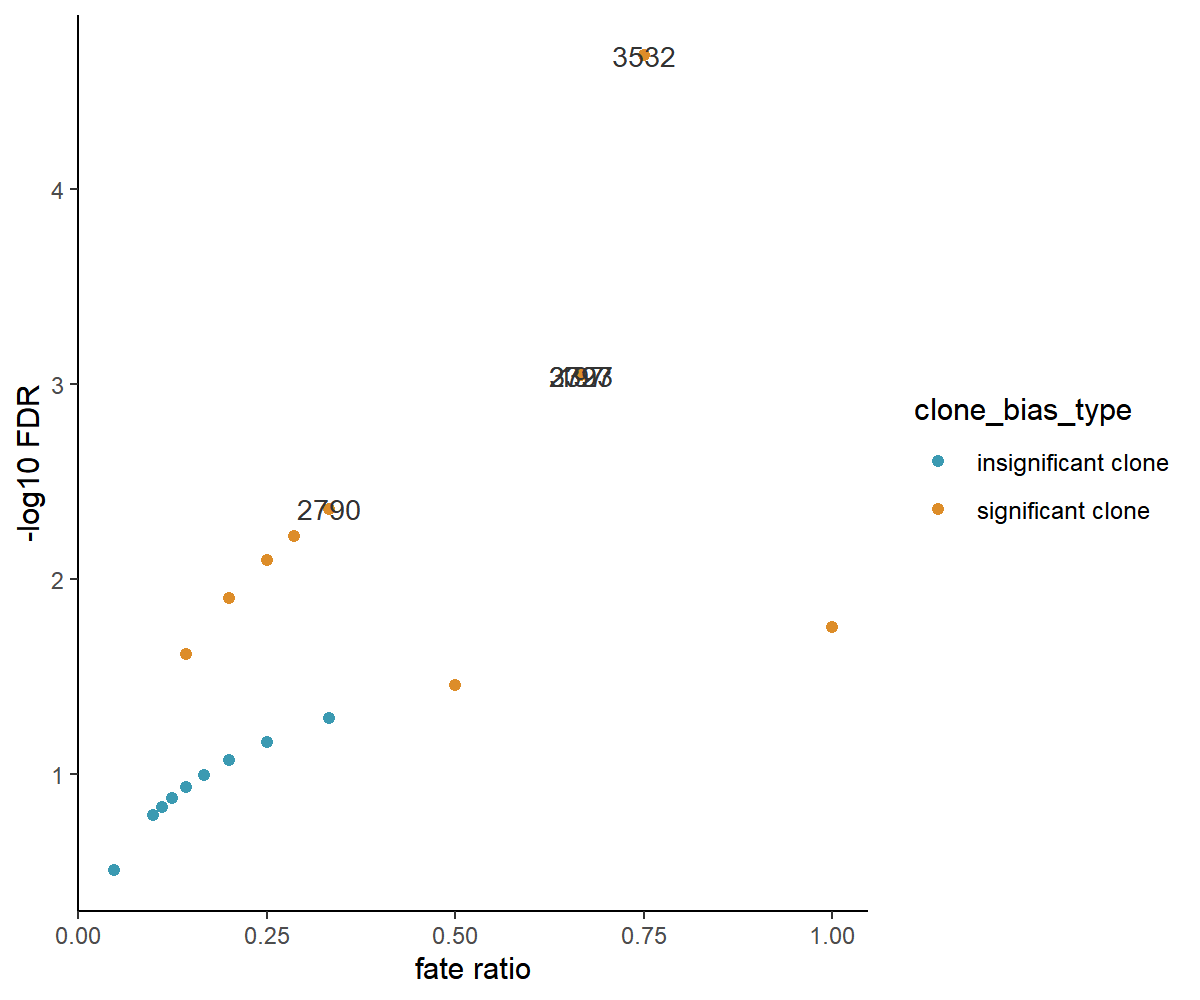 3532
4
3
2
1
-log10 FDR
2790
0.00
0.25
0.50
0.75
1.00
fate ratio
clone_bias_type
insignificant clone
significant clone